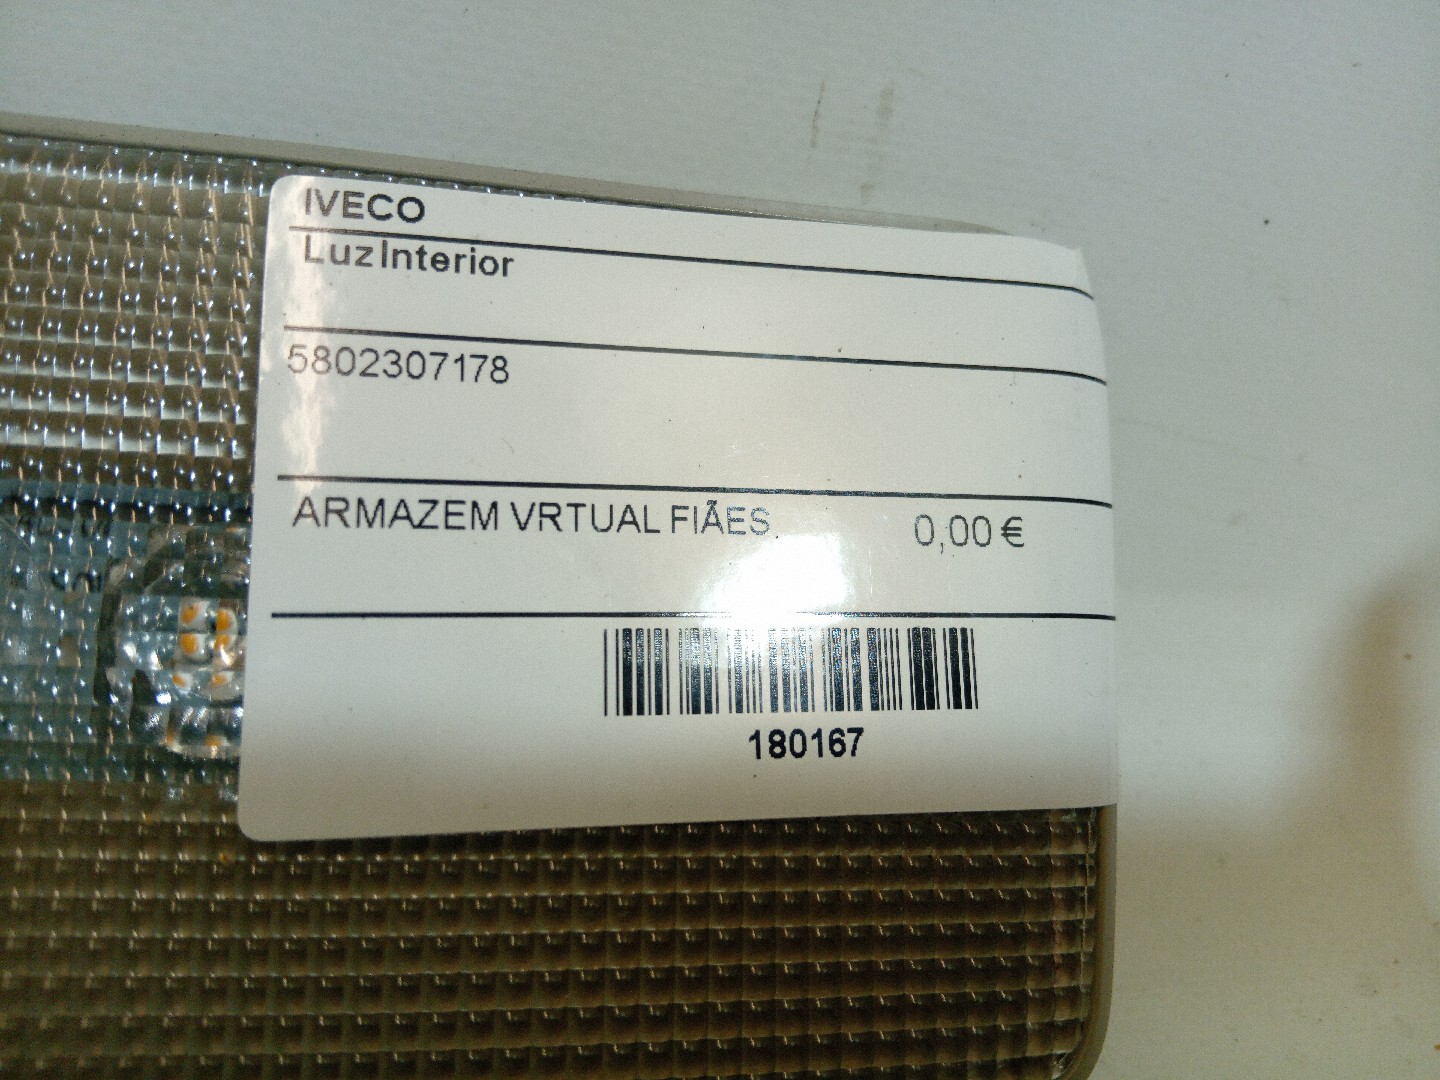 IVECO
Luz Interior
5802307178
ARMAZEM VRTUAL FIÃES 0,00 €
180167